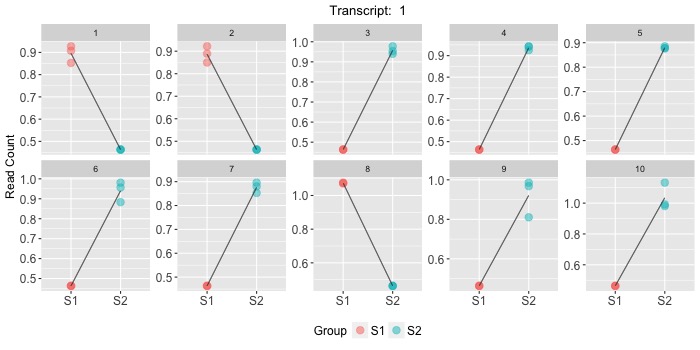 Transcript: 1
1 2 3 4 5
0.9 0.9 1.0 0.9 0.9
0.8 0.8 0.9 0.8 0.8
0.7 0.7 0.8 0.7 0.7
0.6 0.6 0.7 0.6 0.6
0.5 0.5 0.6 0.5 0.5
0.5
Read Count
6 7 8 9 10
1.0 0.9 1.0 1.0 1.0
0.9 0.8 0.8 0.8 0.8
0.8 0.7 0.6 0.6 0.6
0.7 0.6
0.6 0.5
0.5
S1 S2 S1 S2 S1 S2 S1 S2 S1 S2
Group S1 S2